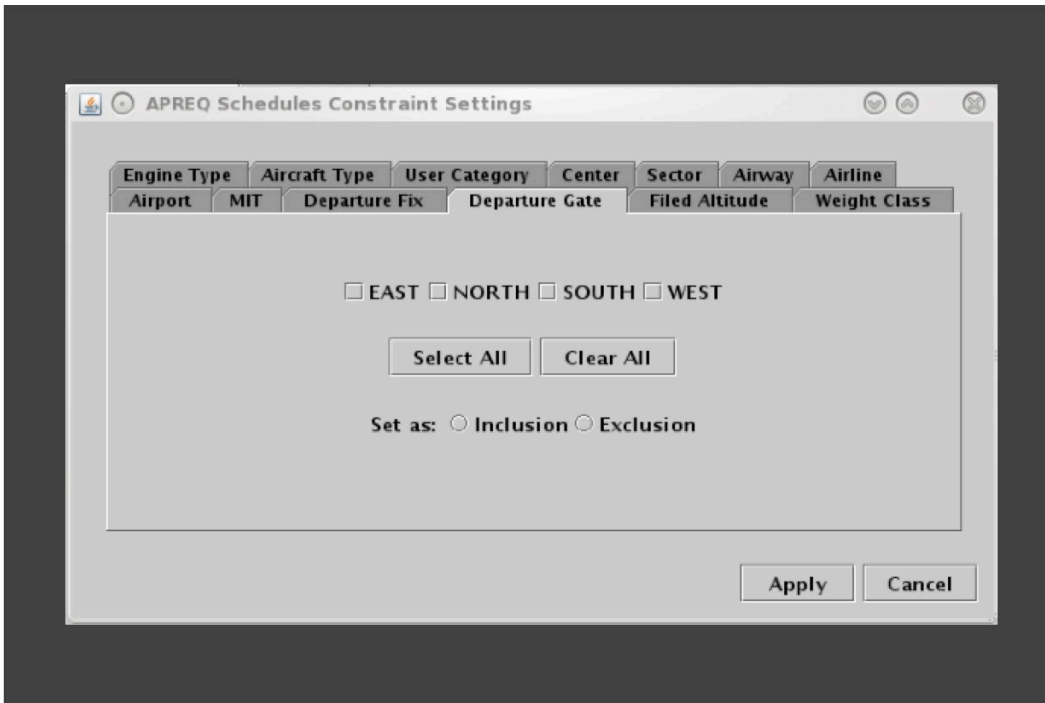 APREQ Schedules Constraint Settings
Engine Type Aircraft Type User Category Center Sector Airway Airline
Airport MIT Departure Fix Departure Gate Filed Altitude Weight Class
EAST NORTH SOUTH WEST
Select All Clear All
Set as: Inclusion Exclusion
Apply Cancel